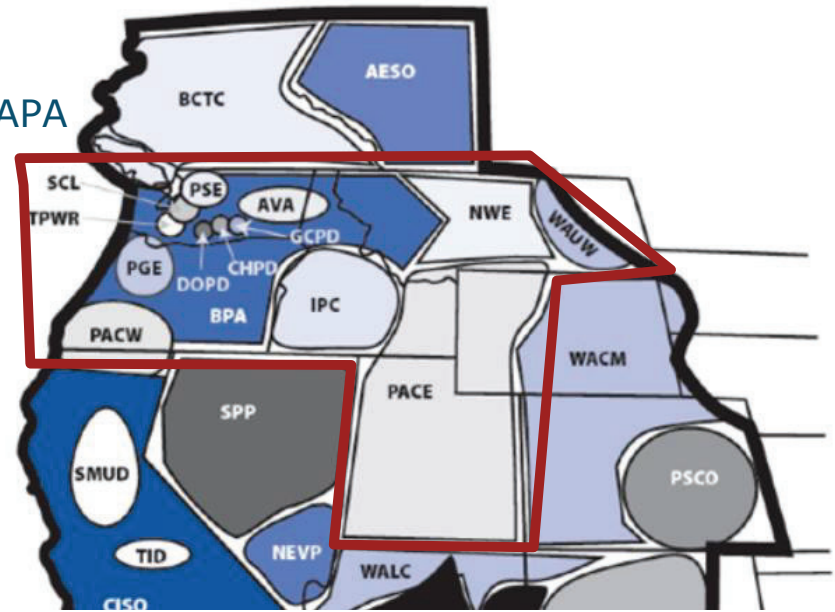 AESO
BCTC
APA
SCL
PSE
AVA
NWE
TPWR
GCPD
WAUW
PGE
DOPD
CHPD
BPA
IPC
PACW
WACM
PACE
SPP
SMUD
PSCO
TID
NEVP
WALC
CISO